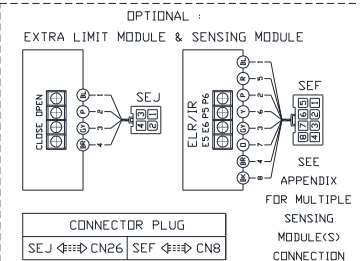 OPTIONAL :
EXTRA LIMIT MODULE & SENSING MODULE
CLOSE OPEN
BL 1
P 2
GY 3
BR 4
SEJ
4 3
2 1
ELR/IR
E5 E6 P5 P6
BL 1
R 5
P 2
Y 6
GY 3
O 7
BR 4
BK 8
SEF
8 7 6 5
4 3 2 1
SEE
APPENDIX
FOR MULTIPLE
SENSING
MODULE(S)
CONNECTION
CONNECTOR PLUG
SEJ CN26 SEF CN8